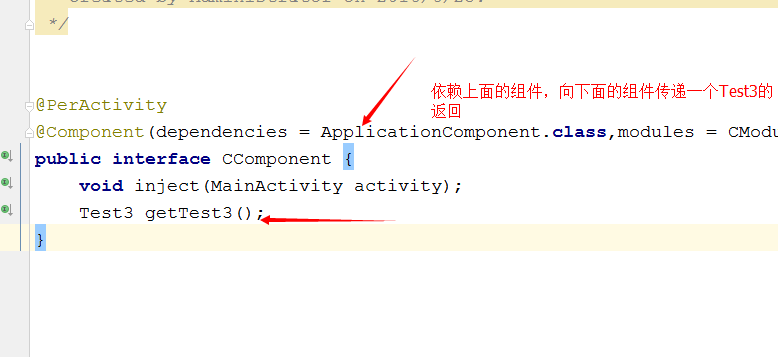 */
@PerActivity
依赖上面的组件，向下面的组件传递一个Test3的
返回
@Component(dependencies = ApplicationComponent.class,modules = CModu
public interface CComponent {
void inject(MainActivity activity);
Test3 getTest3();
}